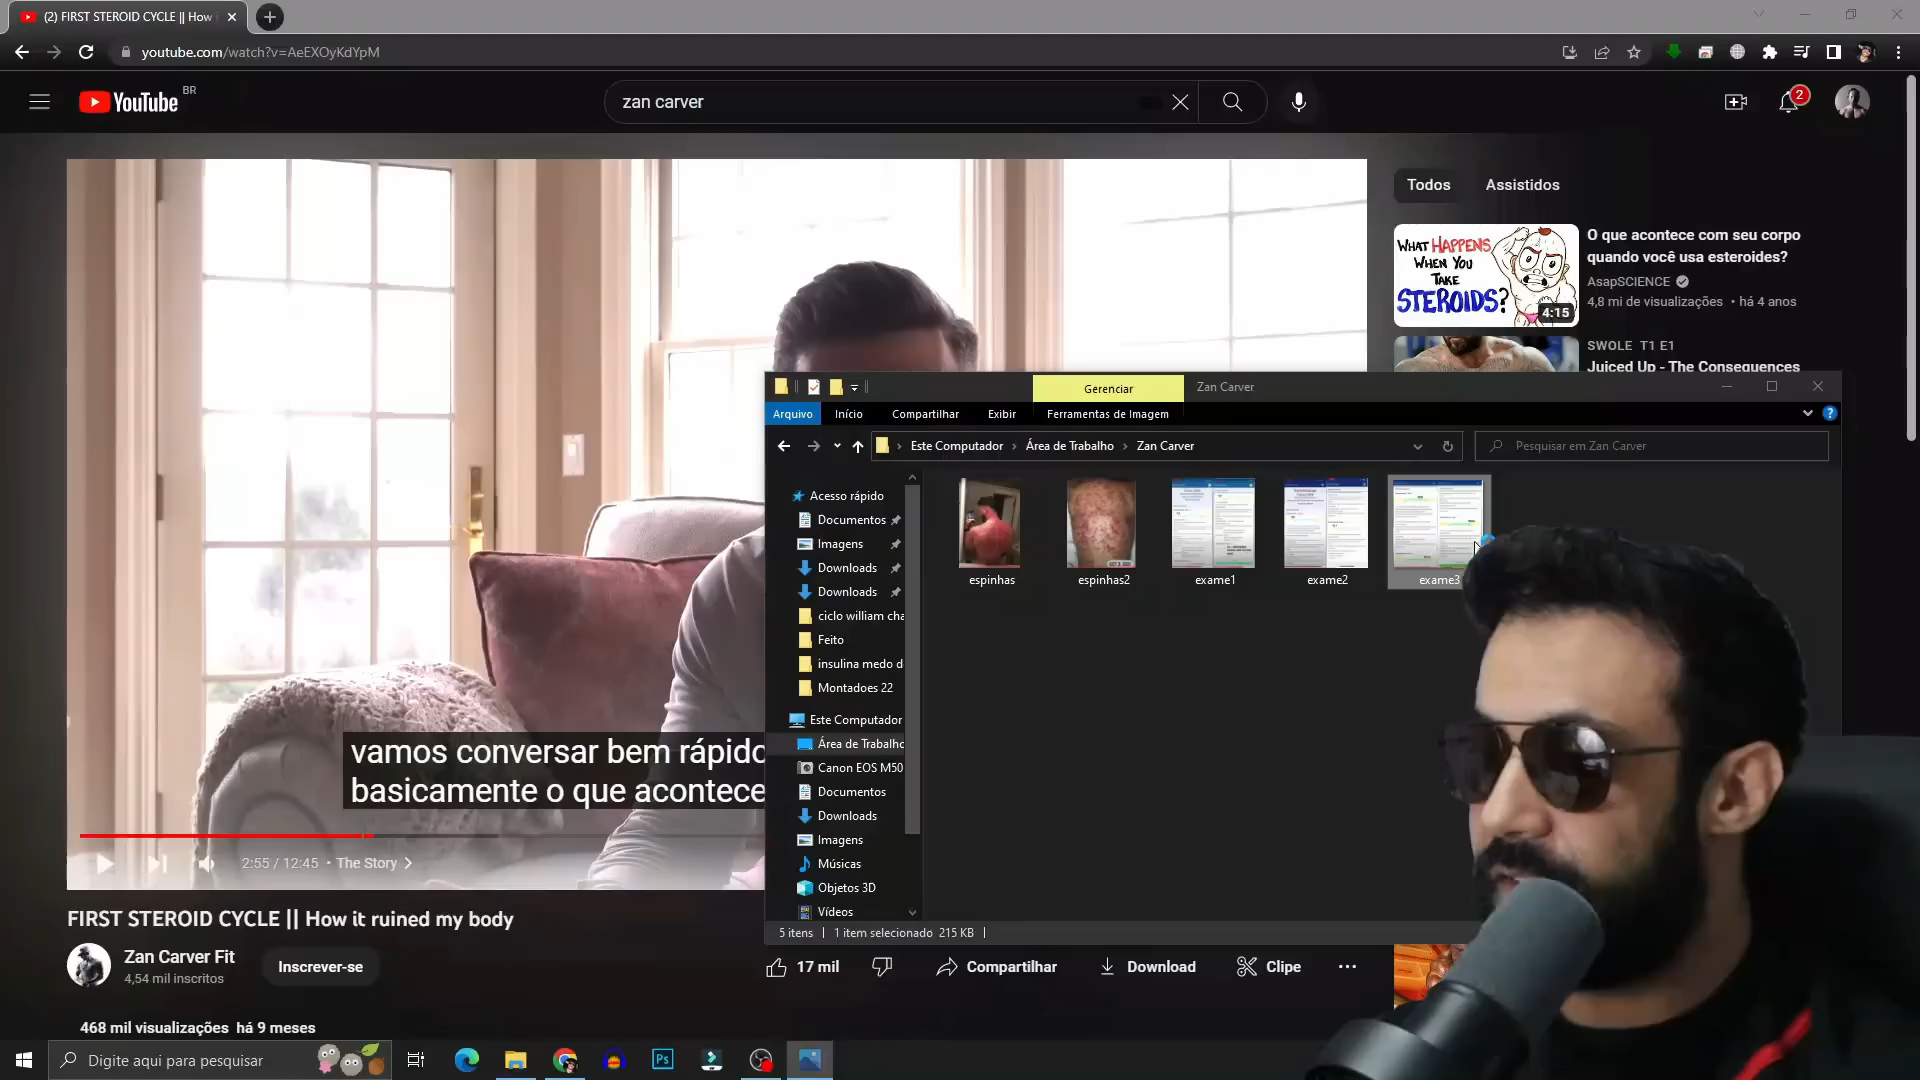 (2) FIRST STEROID CYCLE || How i
youtube.com/watch?v=AeEXOyKdYpM
YouTube
BR
zan carver
2
Todos
Assistidos
WHAT HAPPENS
WHEN YOU
TAKE
STEROIDS?
4:15
O que acontece com seu corpo
quando você usa esteroides?
AsapSCIENCE
4,8 mi de visualizações • há 4 anos
SWOLE T1 E1
Juiced Up - The Consequences
Gerenciar
Zan Carver
Arquivo
Início
Compartilhar
Exibir
Ferramentas de Imagem
Este Computador
Área de Trabalho
Zan Carver
Pesquisar em Zan Carver
Acesso rápido
Documentos
Imagens
Downloads
Downloads
ciclo william cha
Feito
insulina medo d
Montadoes 22
Este Computador
Área de Trabalho
Canon EOS M50
Documentos
Downloads
Imagens
Músicas
Objetos 3D
Vídeos
espinhas
espinhas2
exame1
exame2
exame3
5 itens
1 item selecionado 215 KB
vamos conversar bem rápido
basicamente o que acontece
2:55 / 12:45 • The Story
FIRST STEROID CYCLE || How it ruined my body
Zan Carver Fit
4,54 mil inscritos
Inscrever-se
17 mil
Compartilhar
Download
Clipe
468 mil visualizações há 9 meses
Digite aqui para pesquisar
Ps